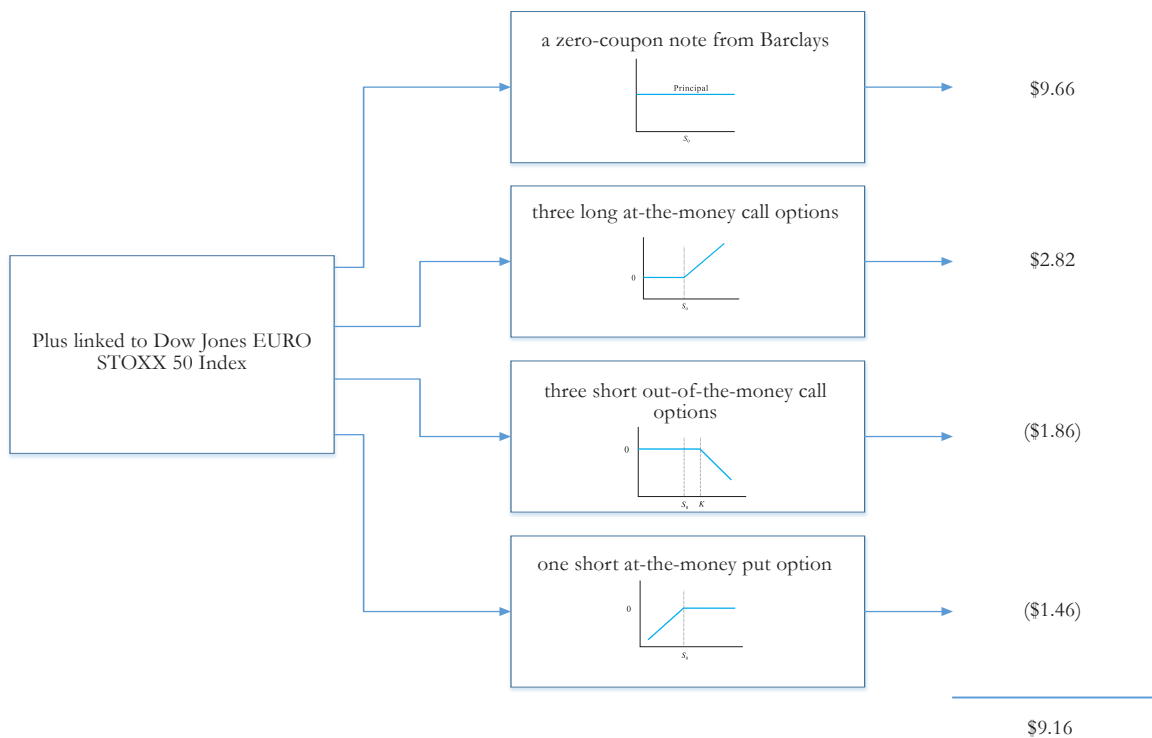 a zero-coupon note from Barclays
Principal
S₀
$9.66
three long at-the-money call options
0
S₀
$2.82
Plus linked to Dow Jones EURO
STOXX 50 Index
three short out-of-the-money call
options
0
S₀ K
($1.86)
one short at-the-money put option
0
S₀
($1.46)
$9.16